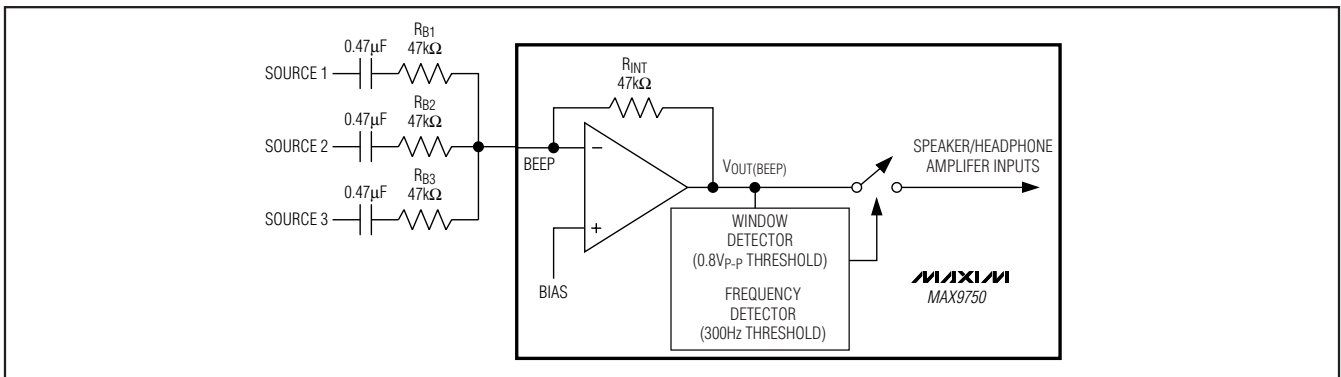 RB1
0.47µF
47kΩ
SOURCE 1
RB2
0.47µF
47kΩ
SOURCE 2
RB3
0.47µF
47kΩ
SOURCE 3
RINT
47kΩ
BEEP
−
+
BIAS
VOUT(BEEP)
WINDOW
DETECTOR
(0.8VP-P THRESHOLD)
FREQUENCY
DETECTOR
(300Hz THRESHOLD)
SPEAKER/HEADPHONE
AMPLIFER INPUTS
MAXIM
MAX9750